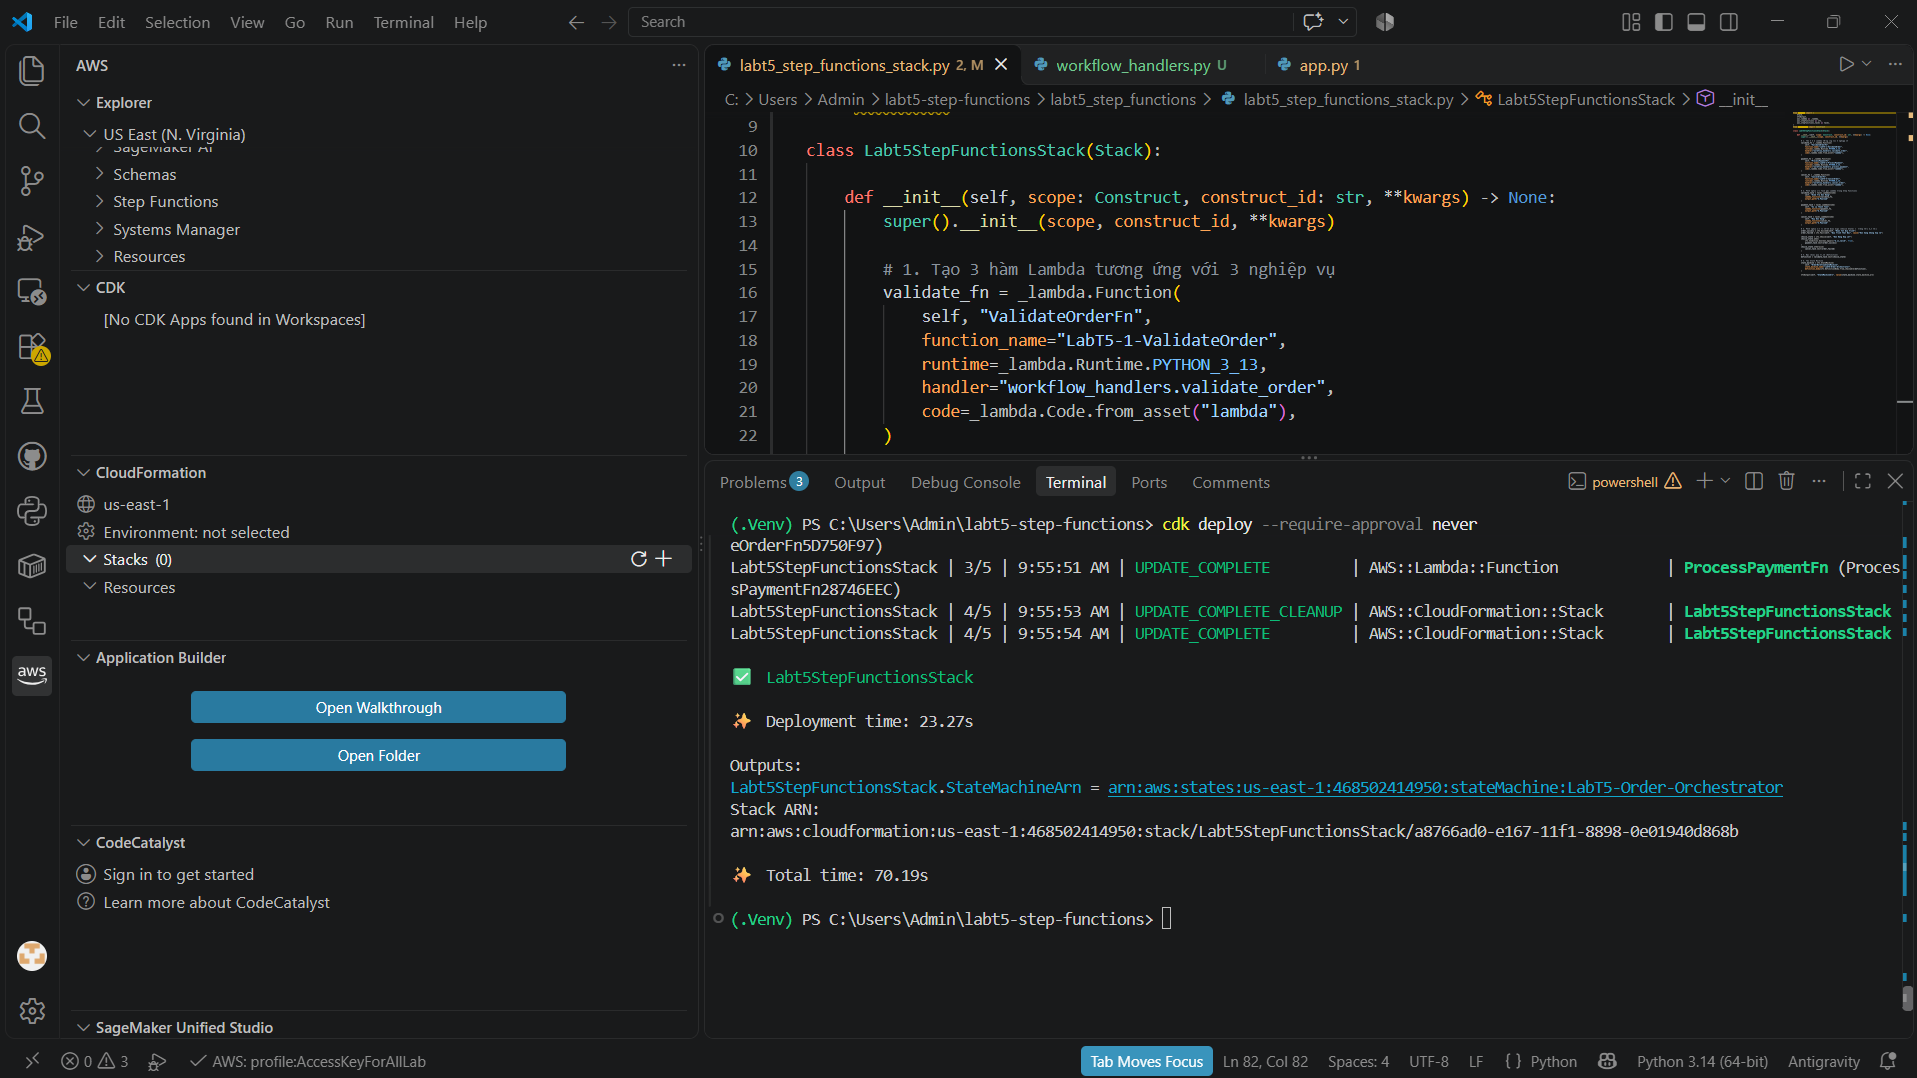 File Edit Selection View Go Run Terminal Help
Search
AWS
Explorer
US East (N. Virginia)
SageMaker AI
Schemas
Step Functions
Systems Manager
Resources
CDK
[No CDK Apps found in Workspaces]
CloudFormation
us-east-1
Environment: not selected
Stacks (0)
Resources
Application Builder
Open Walkthrough
Open Folder
CodeCatalyst
Sign in to get started
Learn more about CodeCatalyst
SageMaker Unified Studio
aws
labt5_step_functions_stack.py 2, M
workflow_handlers.py U
app.py 1
C: > Users > Admin > labt5-step-functions > labt5_step_functions > labt5_step_functions_stack.py > Labt5StepFunctionsStack > __init__
9
10 class Labt5StepFunctionsStack(Stack):
11
12 def __init__(self, scope: Construct, construct_id: str, **kwargs) -> None:
13 super().__init__(scope, construct_id, **kwargs)
14
15 # 1. Tạo 3 hàm Lambda tương ứng với 3 nghiệp vụ
16 validate_fn = _lambda.Function(
17 self, "ValidateOrderFn",
18 function_name="LabT5-1-ValidateOrder",
19 runtime=_lambda.Runtime.PYTHON_3_13,
20 handler="workflow_handlers.validate_order",
21 code=_lambda.Code.from_asset("lambda"),
22 )
Problems 3 Output Debug Console Terminal Ports Comments
powershell
(.Venv) PS C:\Users\Admin\labt5-step-functions> cdk deploy --require-approval never
eOrderFn5D750F97)
Labt5StepFunctionsStack | 3/5 | 9:55:51 AM | UPDATE_COMPLETE | AWS::Lambda::Function | ProcessPaymentFn (Proces
sPaymentFn28746EEC)
Labt5StepFunctionsStack | 4/5 | 9:55:53 AM | UPDATE_COMPLETE_CLEANUP | AWS::CloudFormation::Stack | Labt5StepFunctionsStack
Labt5StepFunctionsStack | 4/5 | 9:55:54 AM | UPDATE_COMPLETE | AWS::CloudFormation::Stack | Labt5StepFunctionsStack
✅ Labt5StepFunctionsStack
✨ Deployment time: 23.27s
Outputs:
Labt5StepFunctionsStack.StateMachineArn = arn:aws:states:us-east-1:468502414950:stateMachine:LabT5-Order-Orchestrator
Stack ARN:
arn:aws:cloudformation:us-east-1:468502414950:stack/Labt5StepFunctionsStack/a8766ad0-e167-11f1-8898-0e01940d868b
✨ Total time: 70.19s
(.Venv) PS C:\Users\Admin\labt5-step-functions>
0 3 AWS: profile:AccessKeyForAllLab
Tab Moves Focus Ln 82, Col 82 Spaces: 4 UTF-8 LF {} Python Python 3.14 (64-bit) Antigravity